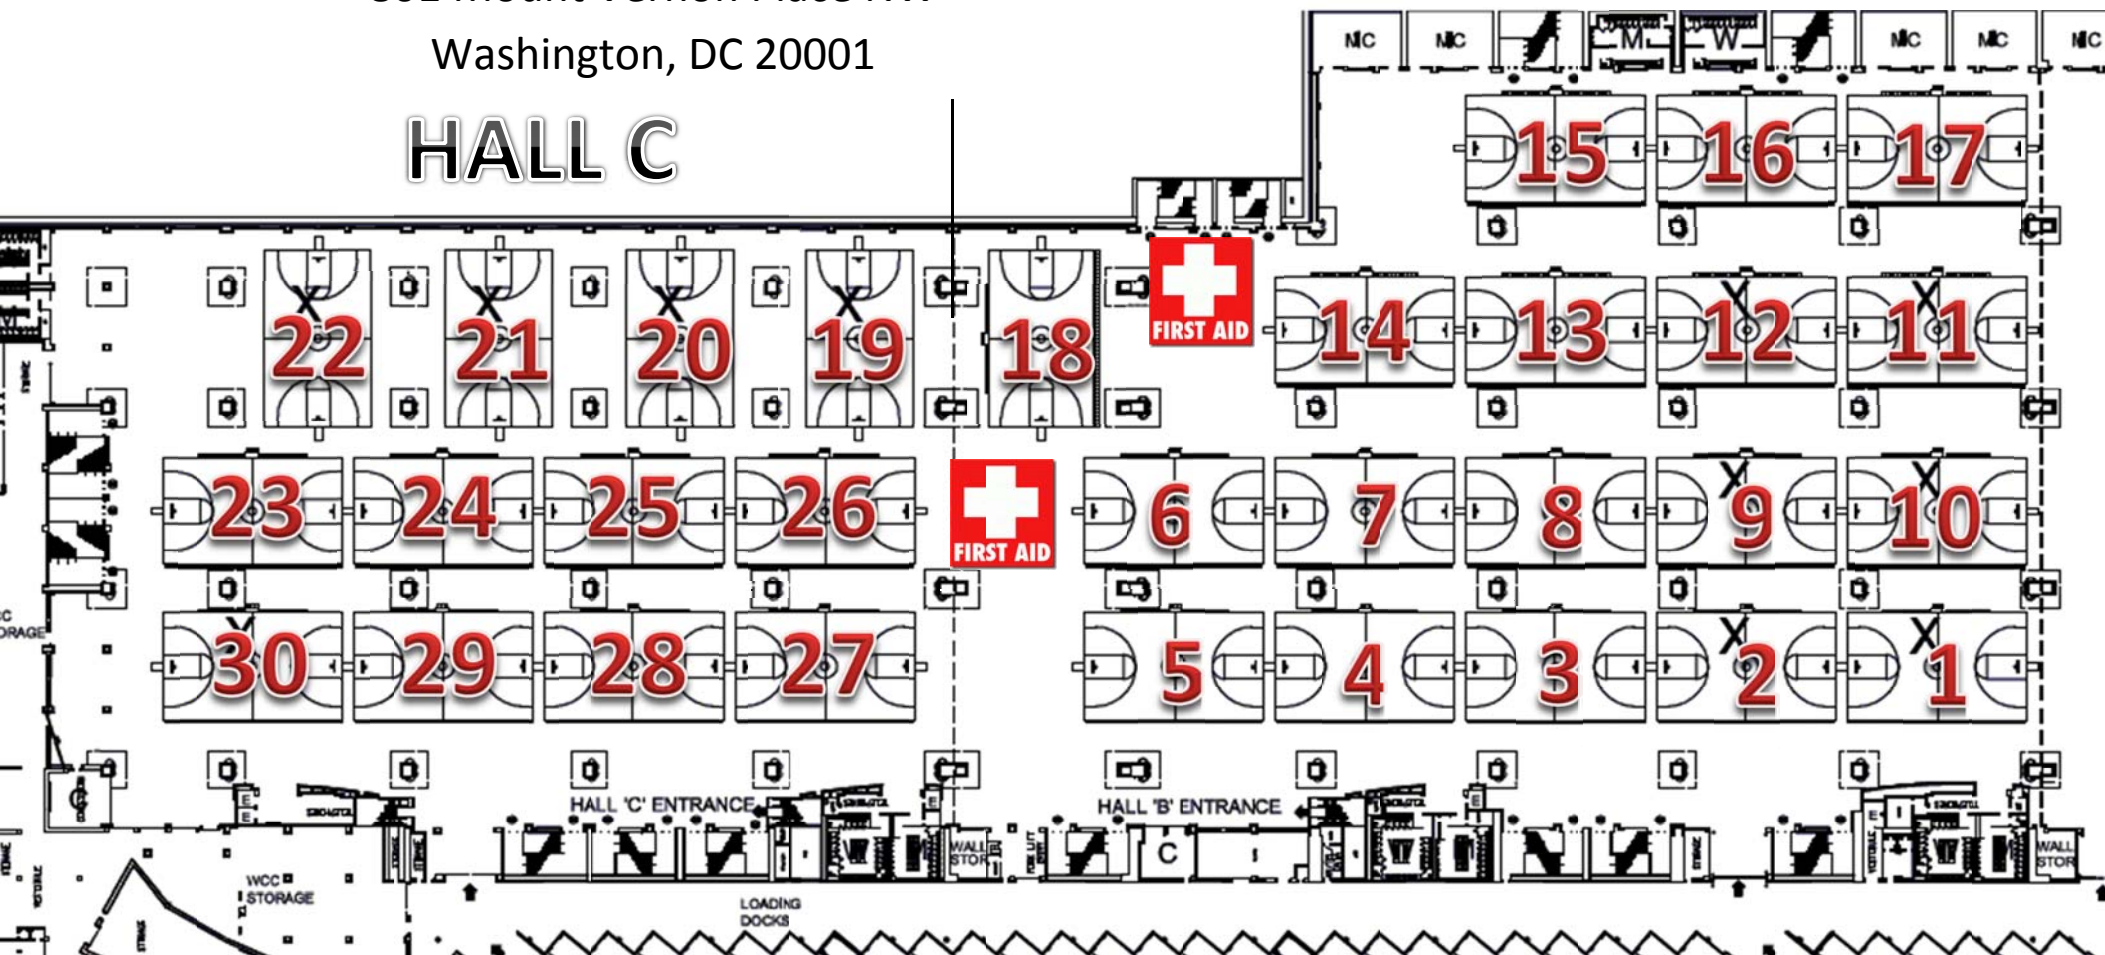 Washington, DC 20001
HALL C
MC MC M W MC MC MC
15 16 17
FIRST AID
22 21 20 19 18 14 13 12 11
X X X X X X
23 24 25 26 6 7 8 9 10
X X
FIRST AID
30 29 28 27 5 4 3 2 1
X X X
HALL 'C' ENTRANCE
HALL 'B' ENTRANCE
WALL
STOR
C
WALL
STOR
WCC
STORAGE
LOADING
DOCKS